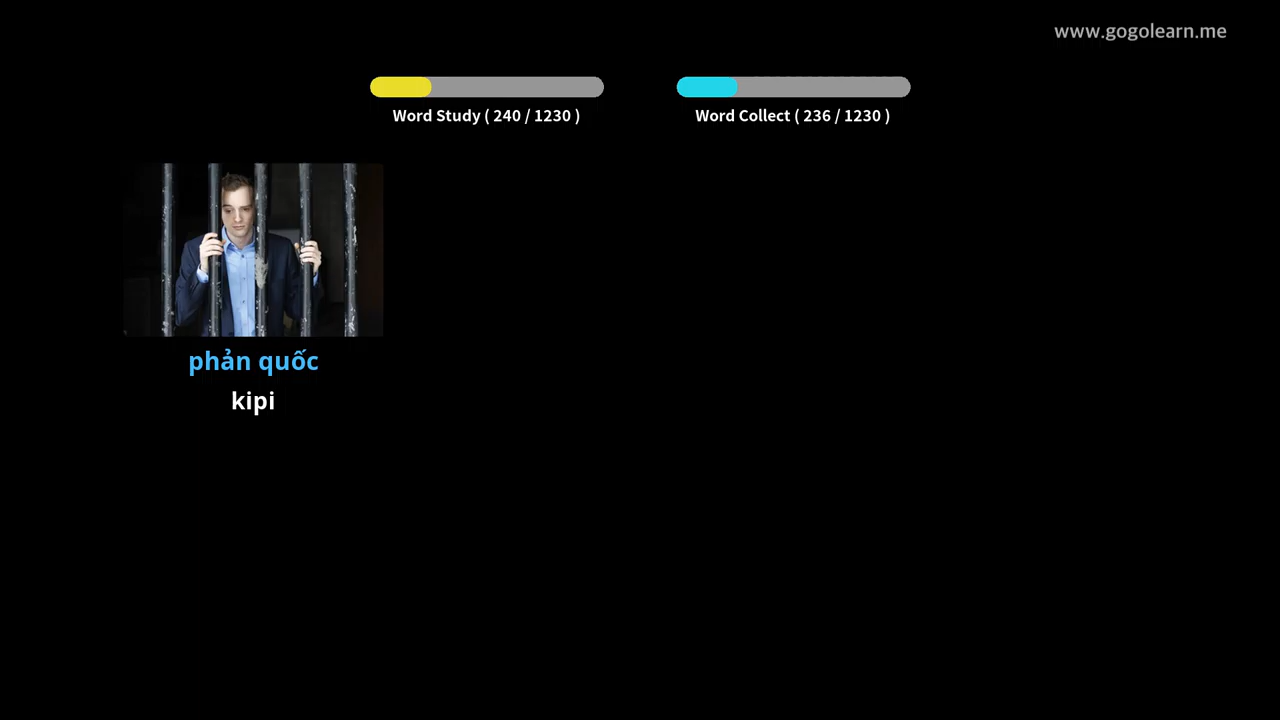 www.gogolearn.me
Word Study ( 240 / 1230 )
Word Collect ( 236 / 1230 )
phản quốc
kipi